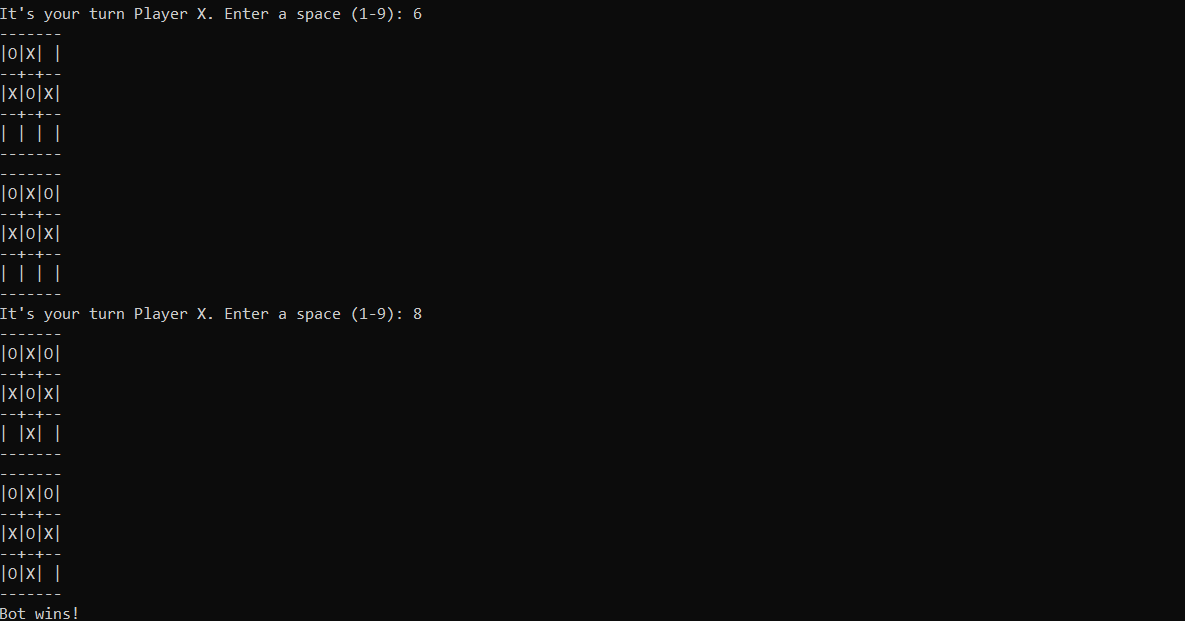 It's your turn Player X. Enter a space (1-9): 6
-------
|O|X| |
--+-+--
|X|O|X|
--+-+--
| | | |
-------
-------
|O|X|O|
--+-+--
|X|O|X|
--+-+--
| | | |
-------
It's your turn Player X. Enter a space (1-9): 8
-------
|O|X|O|
--+-+--
|X|O|X|
--+-+--
| |X| |
-------
-------
|O|X|O|
--+-+--
|X|O|X|
--+-+--
|O|X| |
-------
Bot wins!